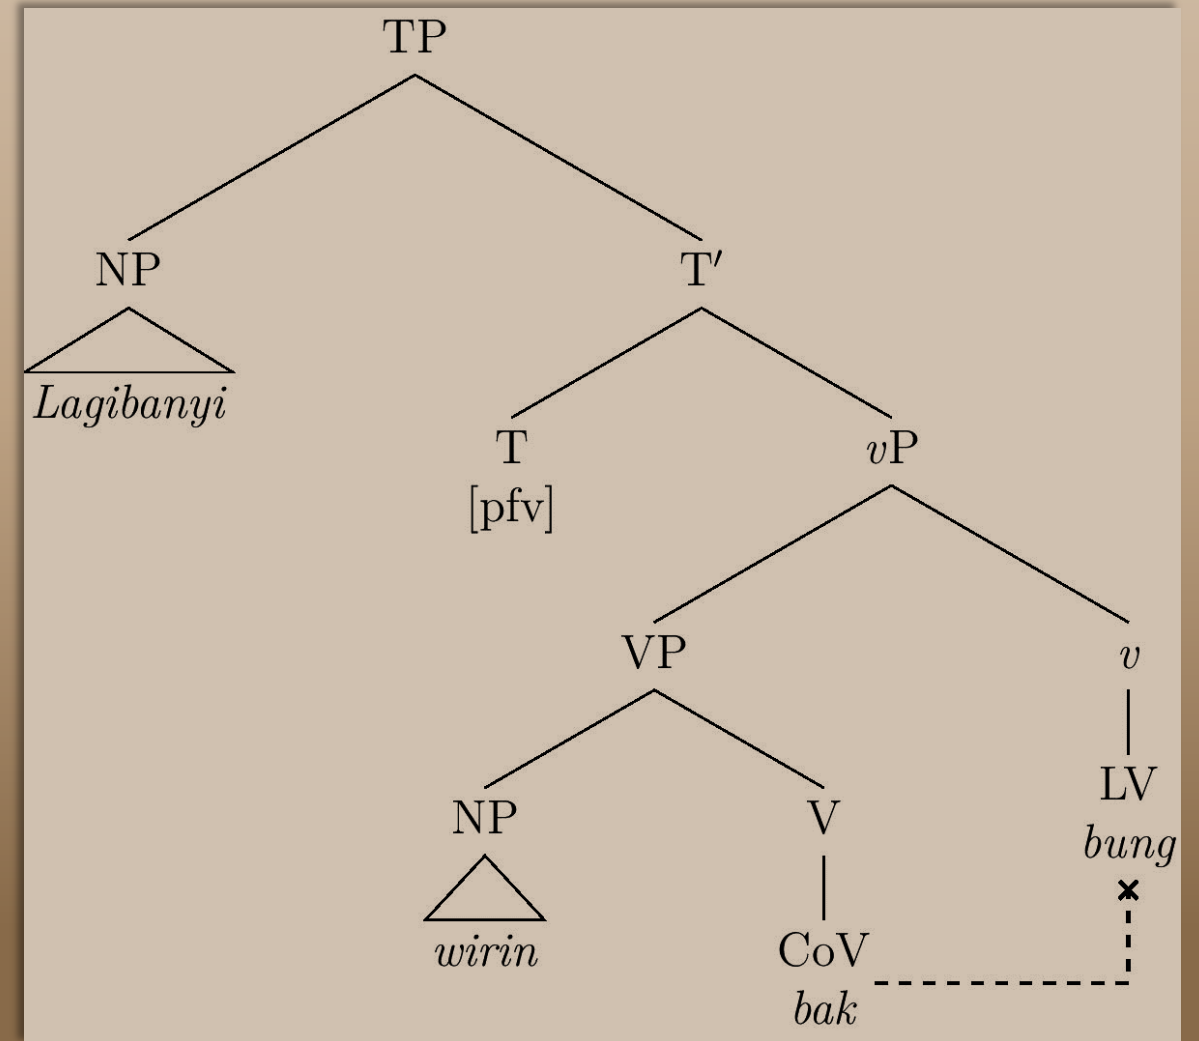 TP
NP T′
Lagibanyi
T vP
[pfv]
VP v
NP V LV
bung
wirin CoV
bak